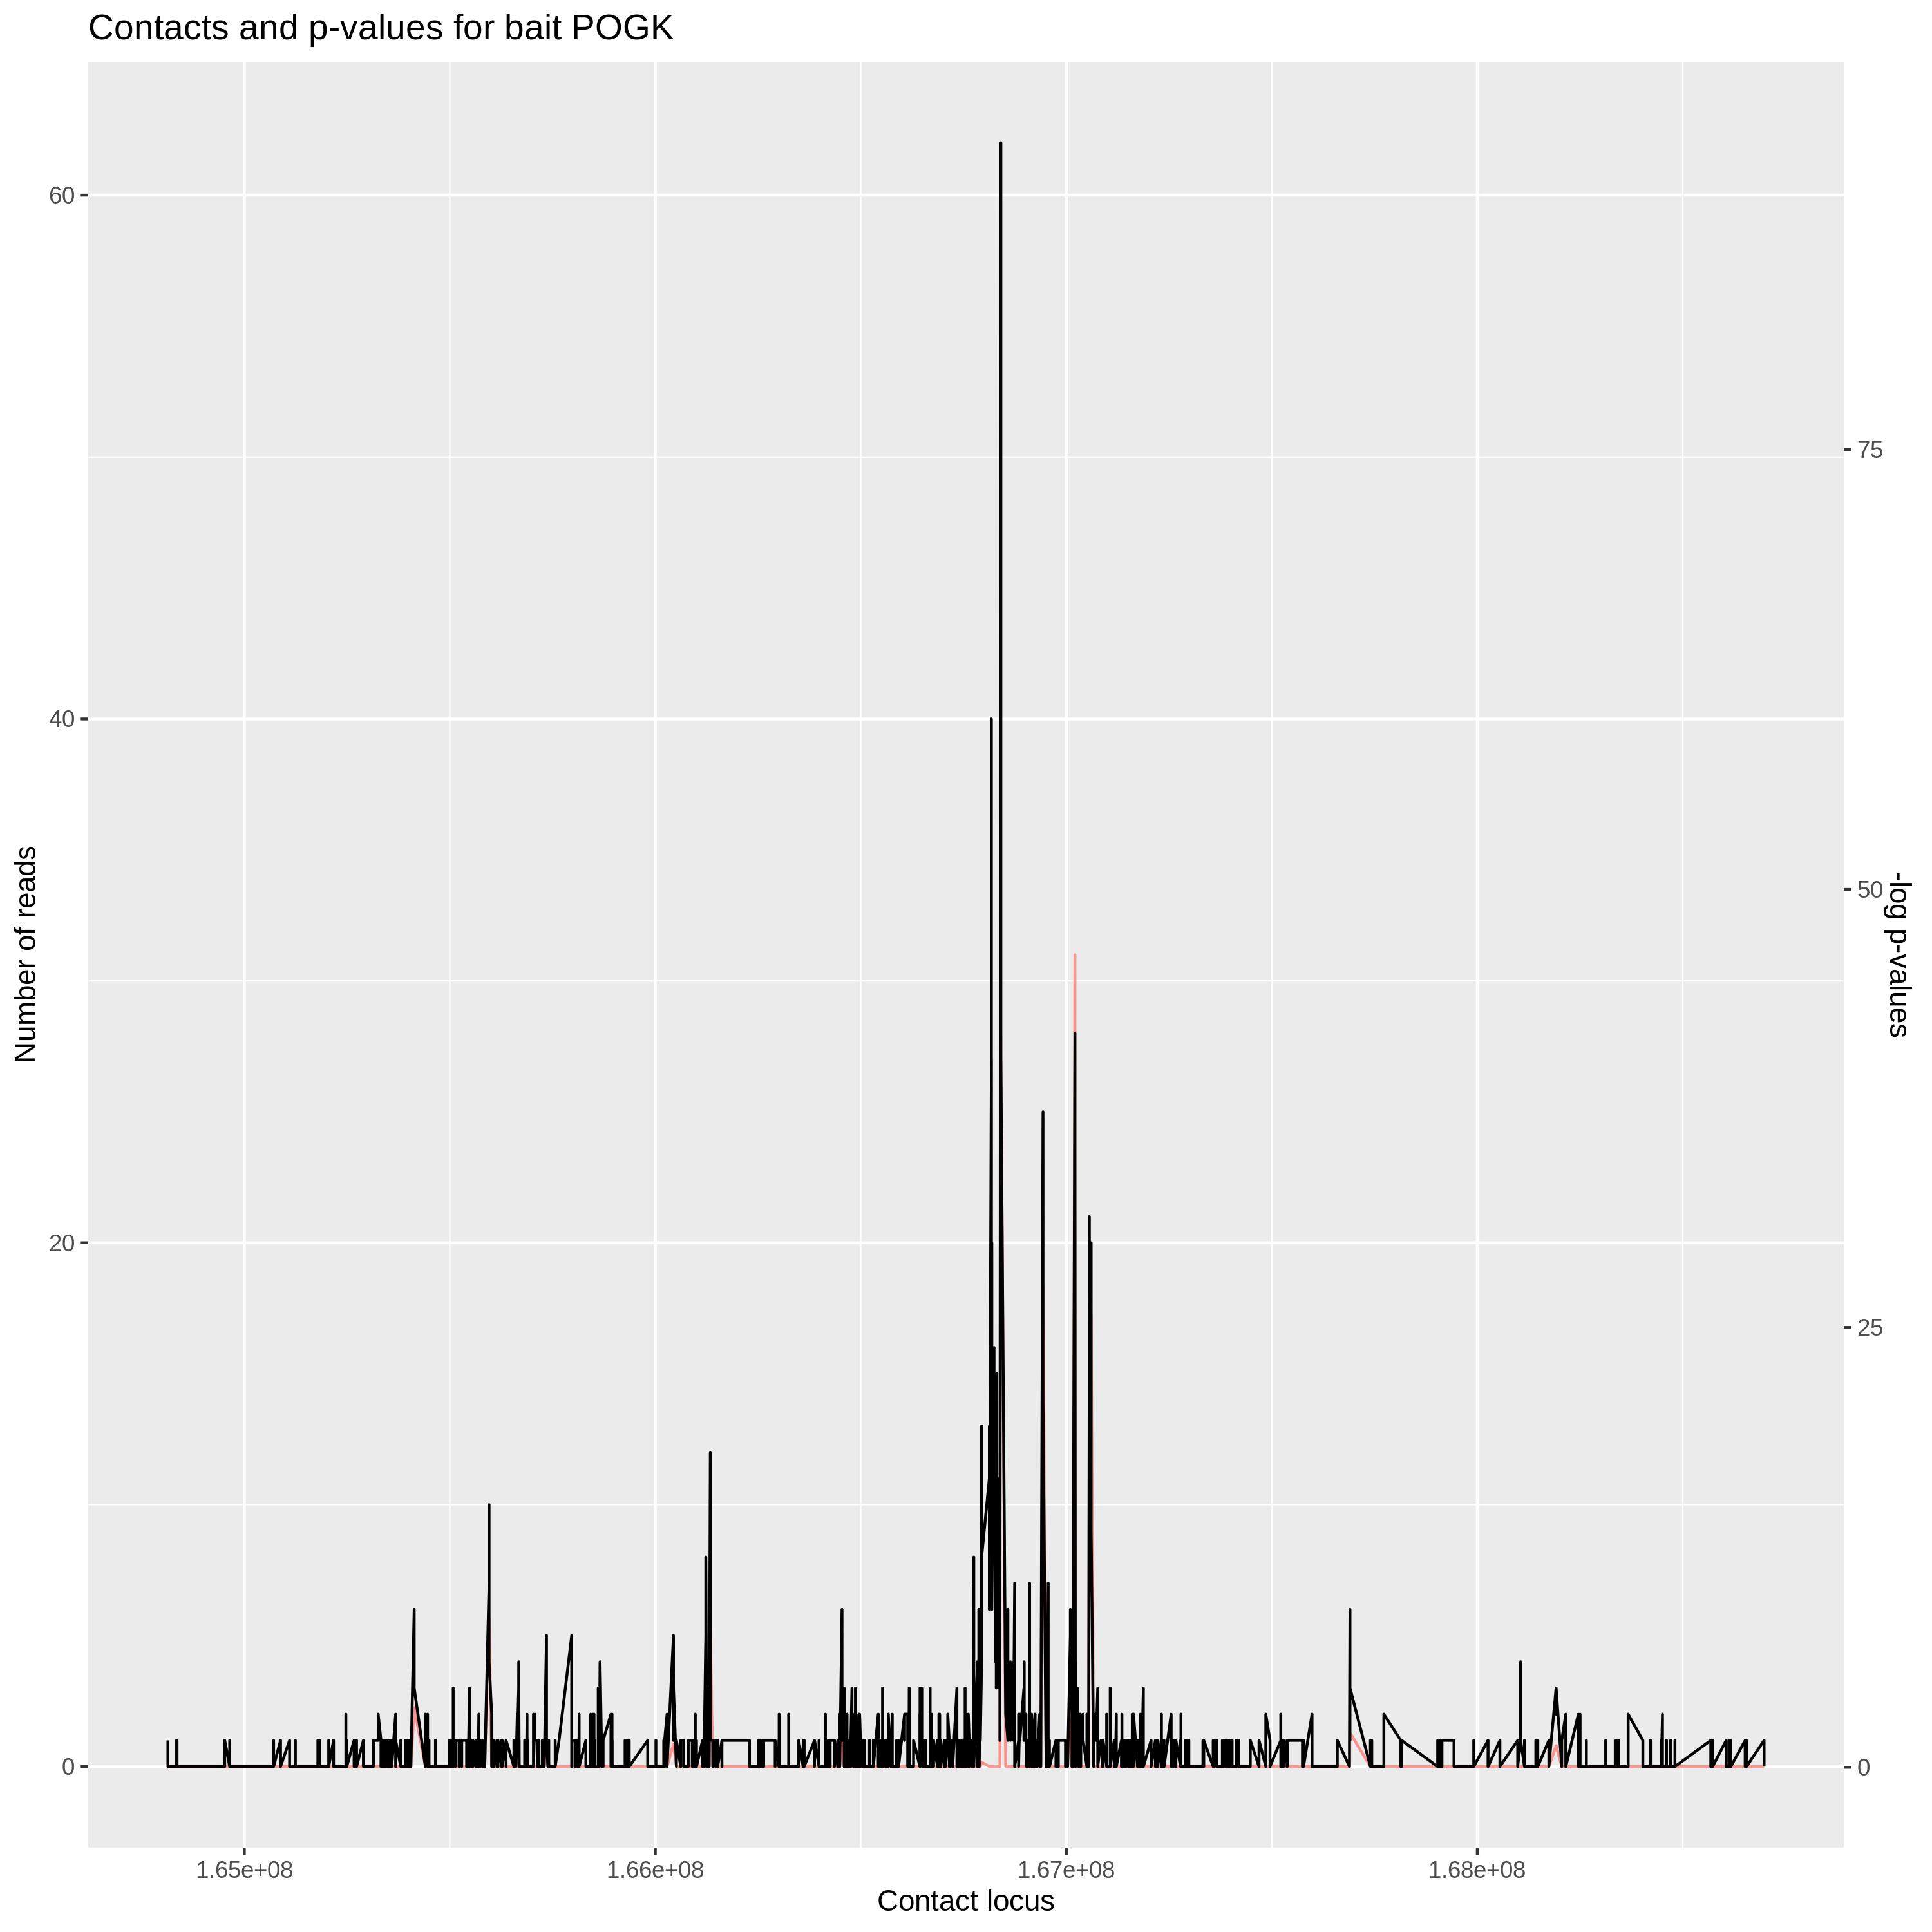 Contacts and p-values for bait POGK
60
40
20
0
Number of reads
75
50
25
0
-log p-values
1.65e+08
1.66e+08
1.67e+08
1.68e+08
Contact locus